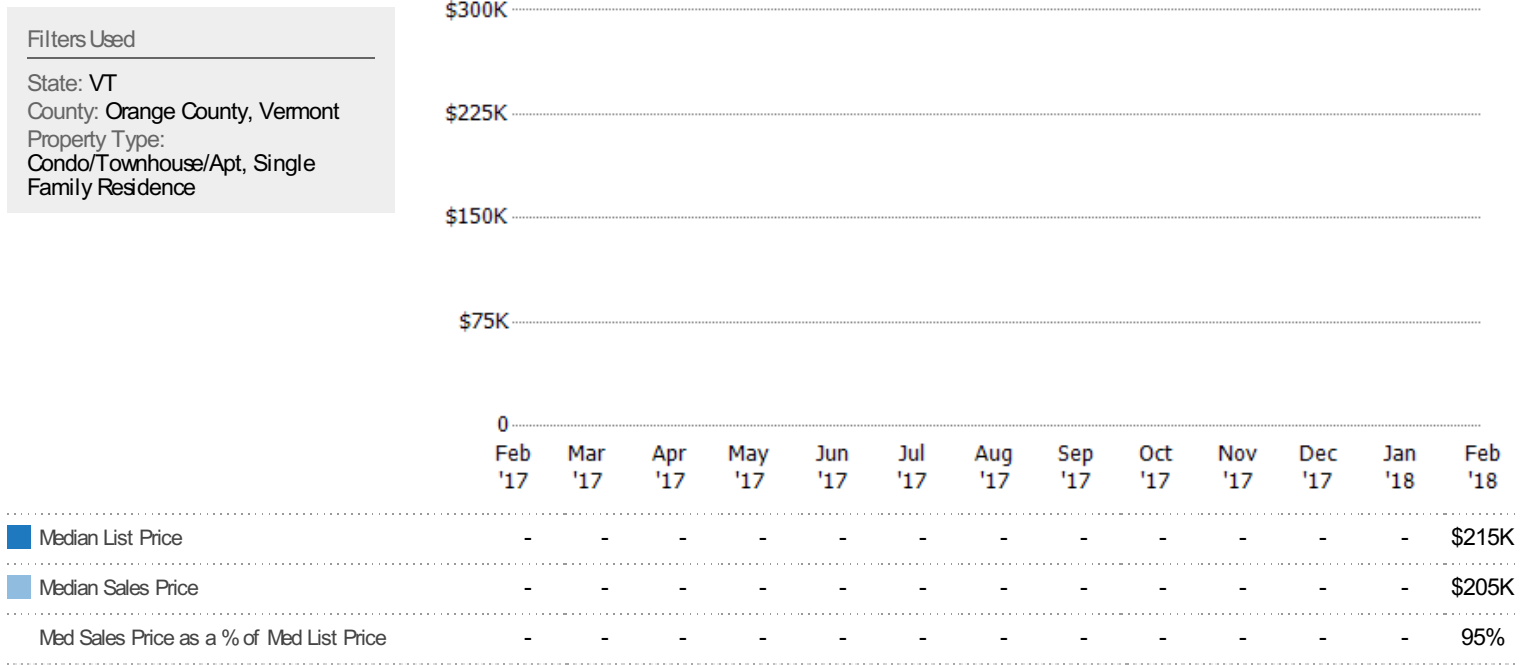 Filters Used
State: VT
County: Orange County, Vermont
Property Type:
Condo/Townhouse/Apt, Single
Family Residence
$300K
$225K
$150K
$75K
0
Feb Mar Apr May Jun Jul Aug Sep Oct Nov Dec Jan Feb
'17 '17 '17 '17 '17 '17 '17 '17 '17 '17 '17 '18 '18
Median List Price - - - - - - - - - - - - $215K
Median Sales Price - - - - - - - - - - - - $205K
Med Sales Price as a % of Med List Price - - - - - - - - - - - - 95%